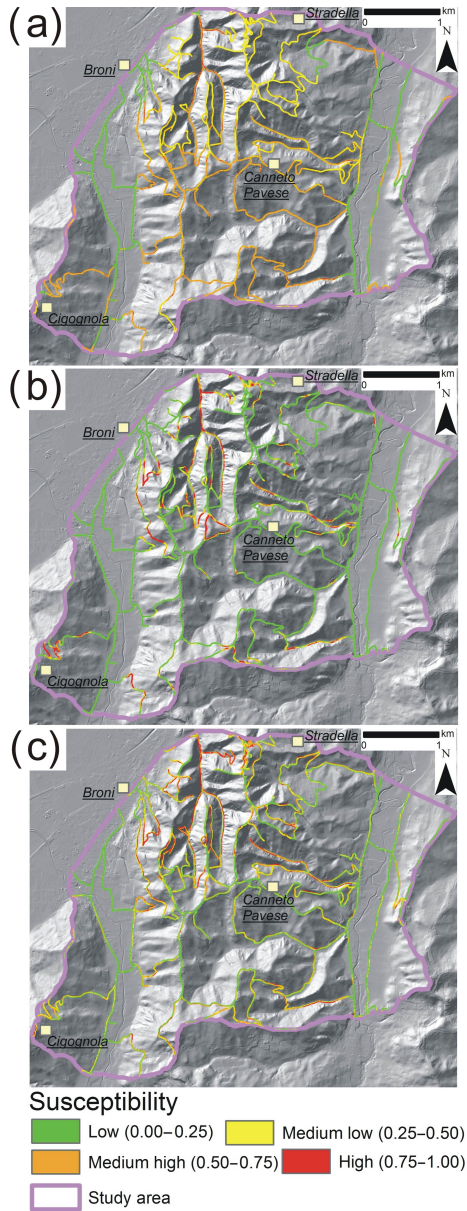 (a)
Stradella
km
0 1
N
Broni
Canneto
Pavese
Cigognola
(b)
Stradella
km
0 1
N
Broni
Canneto
Pavese
Cigognola
(c)
Stradella
km
0 1
N
Broni
Canneto
Pavese
Cigognola
Susceptibility
Low (0.00–0.25) Medium low (0.25–0.50)
Medium high (0.50–0.75) High (0.75–1.00)
Study area